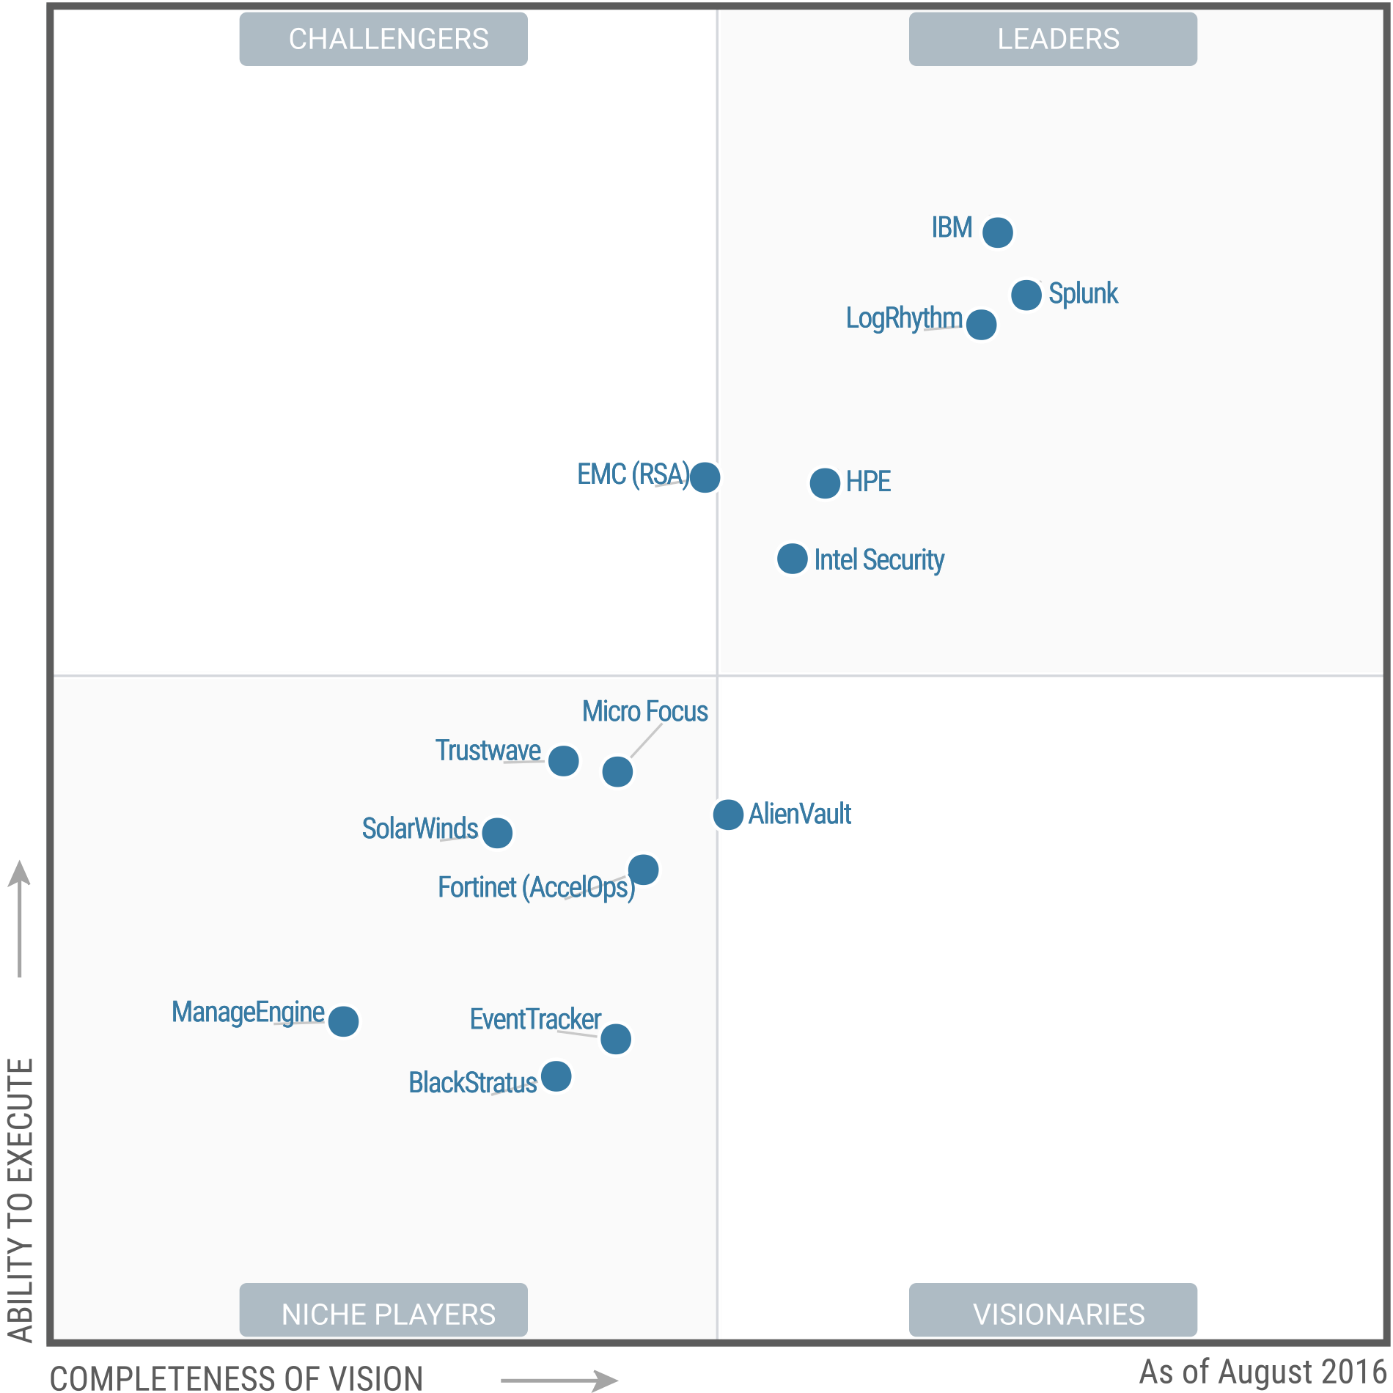 CHALLENGERS
LEADERS
IBM
Splunk
LogRhythm
EMC (RSA)
HPE
Intel Security
Micro Focus
Trustwave
AlienVault
SolarWinds
Fortinet (AccelOps)
ManageEngine
EventTracker
BlackStratus
ABILITY TO EXECUTE
NICHE PLAYERS
VISIONARIES
COMPLETENESS OF VISION
As of August 2016